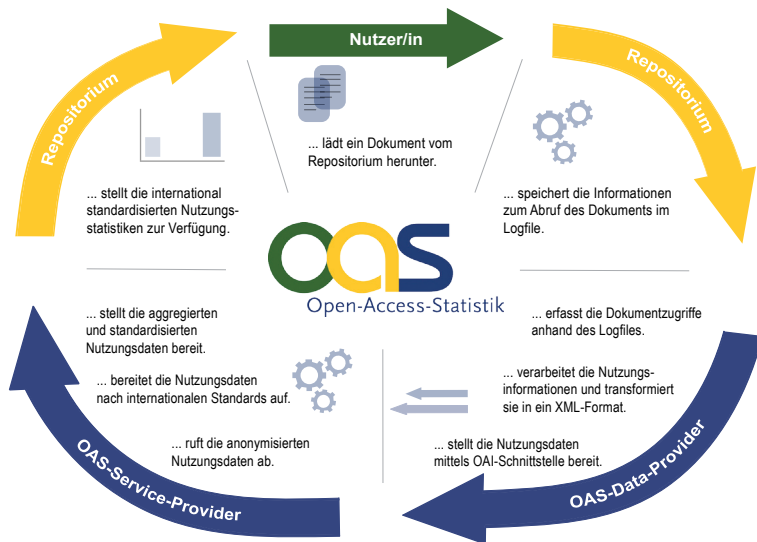 Nutzer/in
... lädt ein Dokument vom
Repositorium herunter.
Repositorium
... speichert die Informationen
zum Abruf des Dokuments im
Logfile.
OAS-Data-Provider
... erfasst die Dokumentzugriffe
anhand des Logfiles.
... verarbeitet die Nutzungs-
informationen und transformiert
sie in ein XML-Format.
... stellt die Nutzungsdaten
mittels OAI-Schnittstelle bereit.
OAS-Service-Provider
... ruft die anonymisierten
Nutzungsdaten ab.
... bereitet die Nutzungsdaten
nach internationalen Standards auf.
... stellt die aggregierten
und standardisierten
Nutzungsdaten bereit.
Repositorium
... stellt die international
standardisierten Nutzungs-
statistiken zur Verfügung.
oas
Open-Access-Statistik